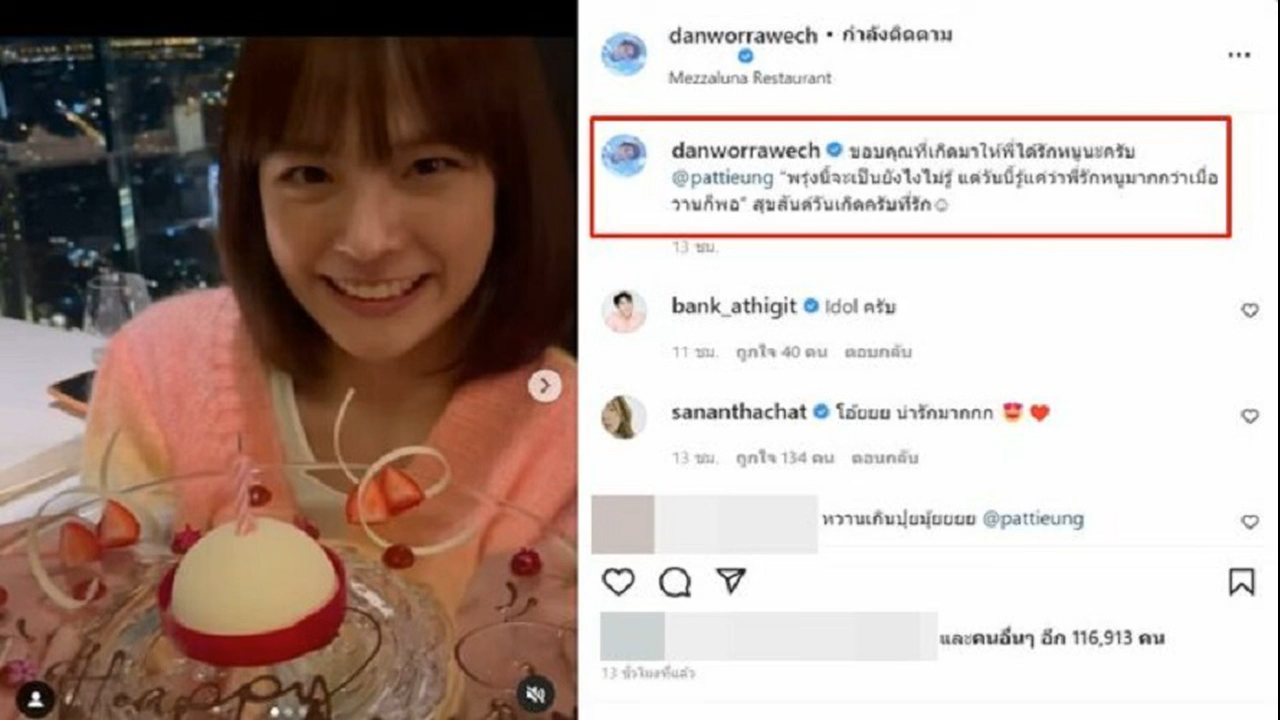 danworrawech • กำลังติดตาม
Mezzaluna Restaurant
danworrawech ขอบคุณที่เกิดมาให้พี่ได้รักหนูนะครับ
@pattieung "พรุ่งนี้จะเป็นยังไงไม่รู้ แต่วันนี้รู้แค่ว่าพี่รักหนูมากกว่าเมื่อ
วานก็พอ" สุขสันต์วันเกิดครับที่รัก☺
13 ชม.
bank_athigit Idol ครับ
11 ชม. ถูกใจ 40 คน ตอบกลับ
sananthachat โอ้ยยย น่ารักมากกก 😍❤️
13 ชม. ถูกใจ 134 คน ตอบกลับ
หวานเกินปุยมุ้ยยยย @pattieung
และคนอื่นๆ อีก 116,913 คน
13 ชั่วโมงที่แล้ว
Happy